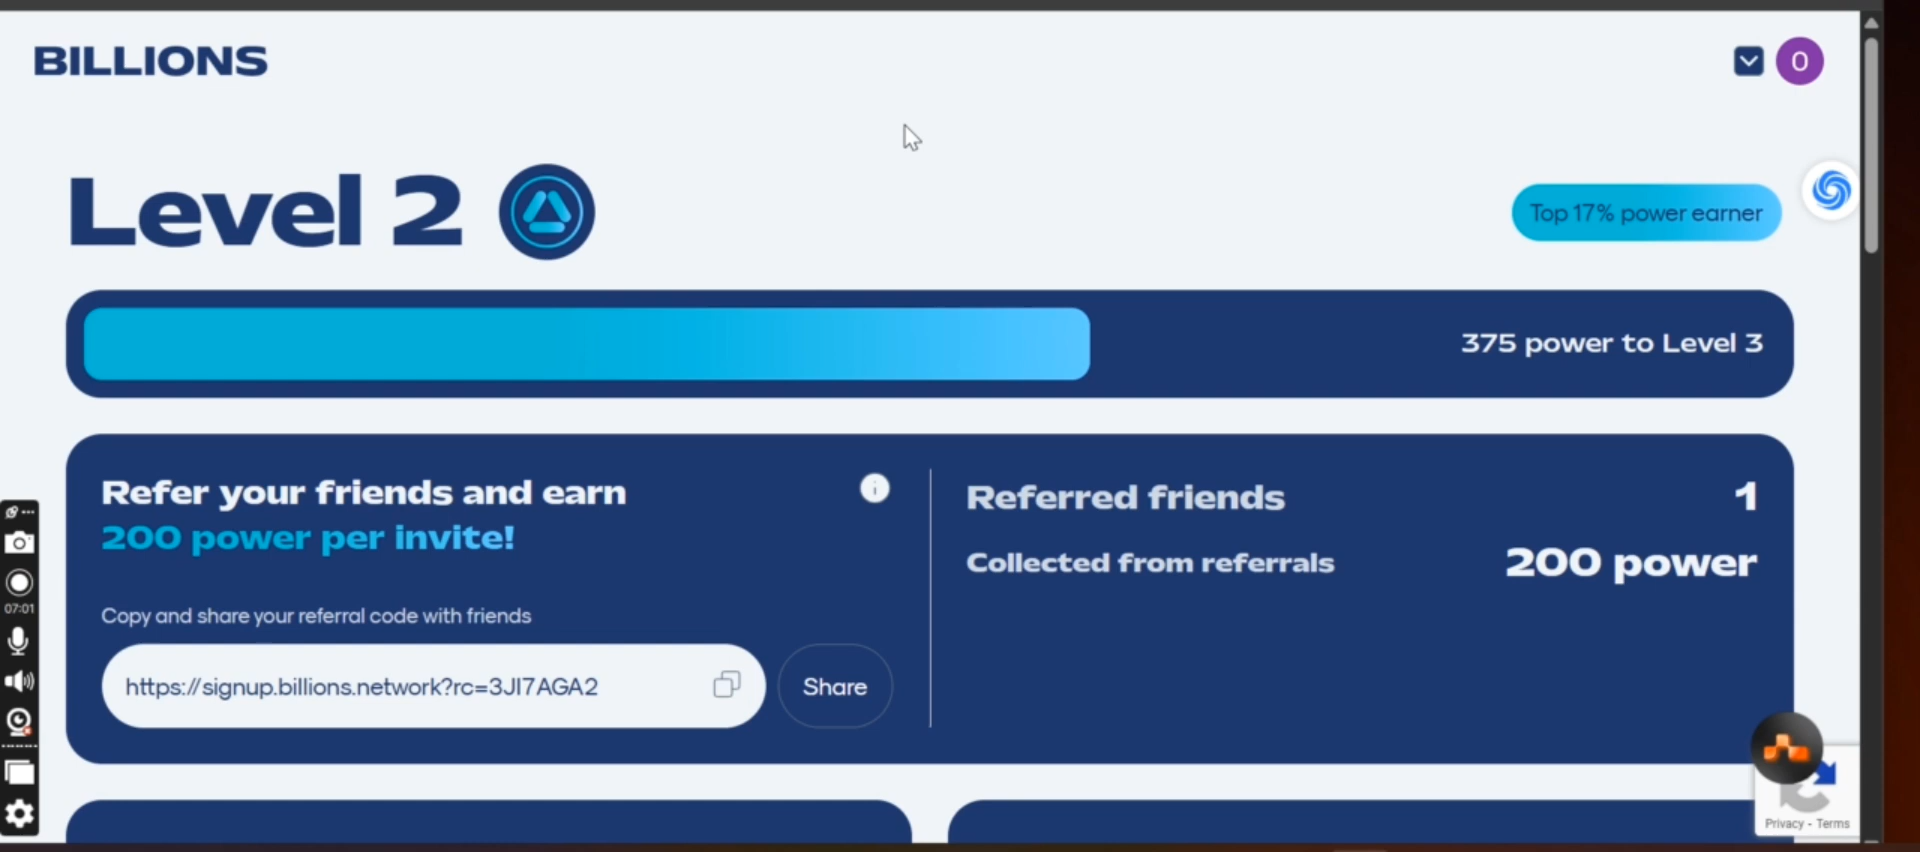 BILLIONS
0
Level 2
Top 17% power earner
375 power to Level 3
Refer your friends and earn
200 power per invite!
Copy and share your referral code with friends
https://signup.billions.network?rc=3JI7AGA2
Share
Referred friends
1
Collected from referrals
200 power
07:01
Privacy - Terms